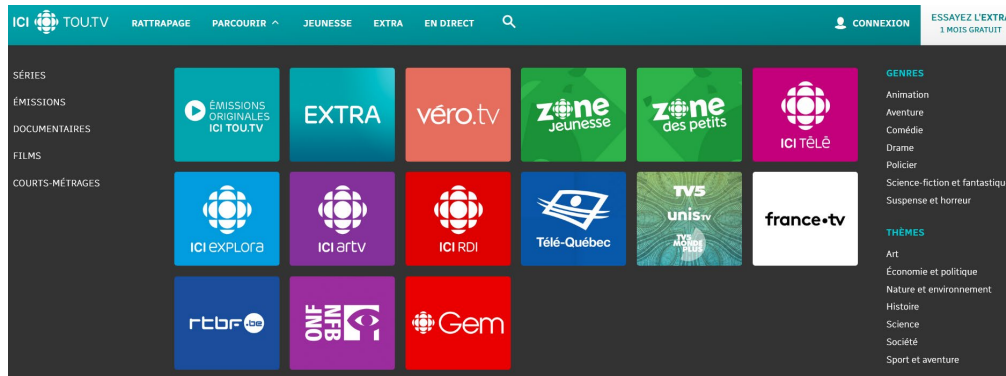 ICI TOU.TV RATTRAPAGE PARCOURIR JEUNESSE EXTRA EN DIRECT CONNEXION ESSAYEZ L'EXTRA
1 MOIS GRATUIT
SÉRIES
ÉMISSIONS
DOCUMENTAIRES
FILMS
COURTS-MÉTRAGES
ÉMISSIONS
ORIGINALES
ICI TOU.TV
EXTRA
véro.tv
zone
jeunesse
zone
des petits
ICI TÉLÉ
ICI explora
ICI artv
ICI RDI
Télé-Québec
TV5
unis TV
TV5
MONDE
PLUS
france•tv
rtbf.be
ONF
NFB
Gem
GENRES
Animation
Aventure
Comédie
Drame
Policier
Science-fiction et fantastique
Suspense et horreur
THÈMES
Art
Économie et politique
Nature et environnement
Histoire
Science
Société
Sport et aventure